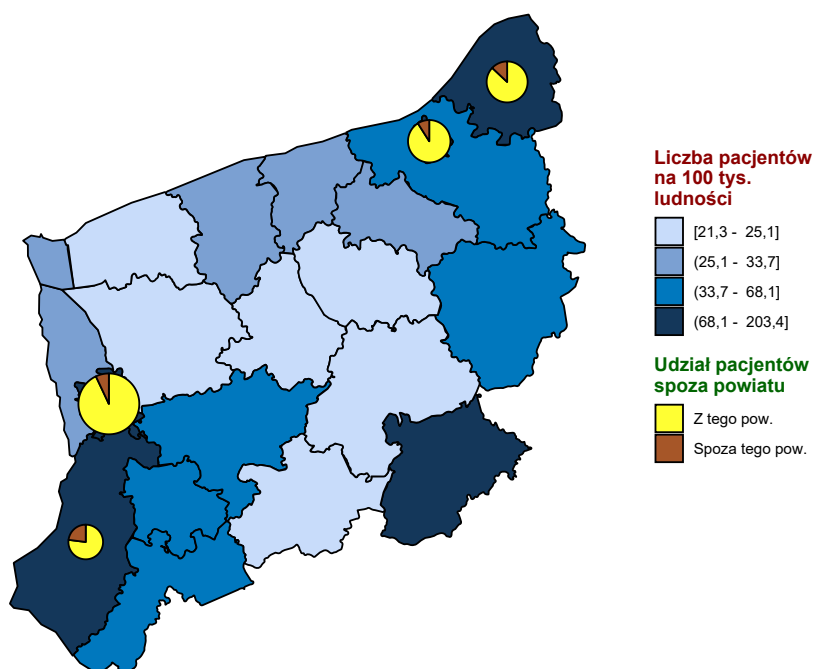 Liczba pacjentów
na 100 tys.
ludności
[21,3 - 25,1]
(25,1 - 33,7]
(33,7 - 68,1]
(68,1 - 203,4]
Udział pacjentów
spoza powiatu
Z tego pow.
Spoza tego pow.